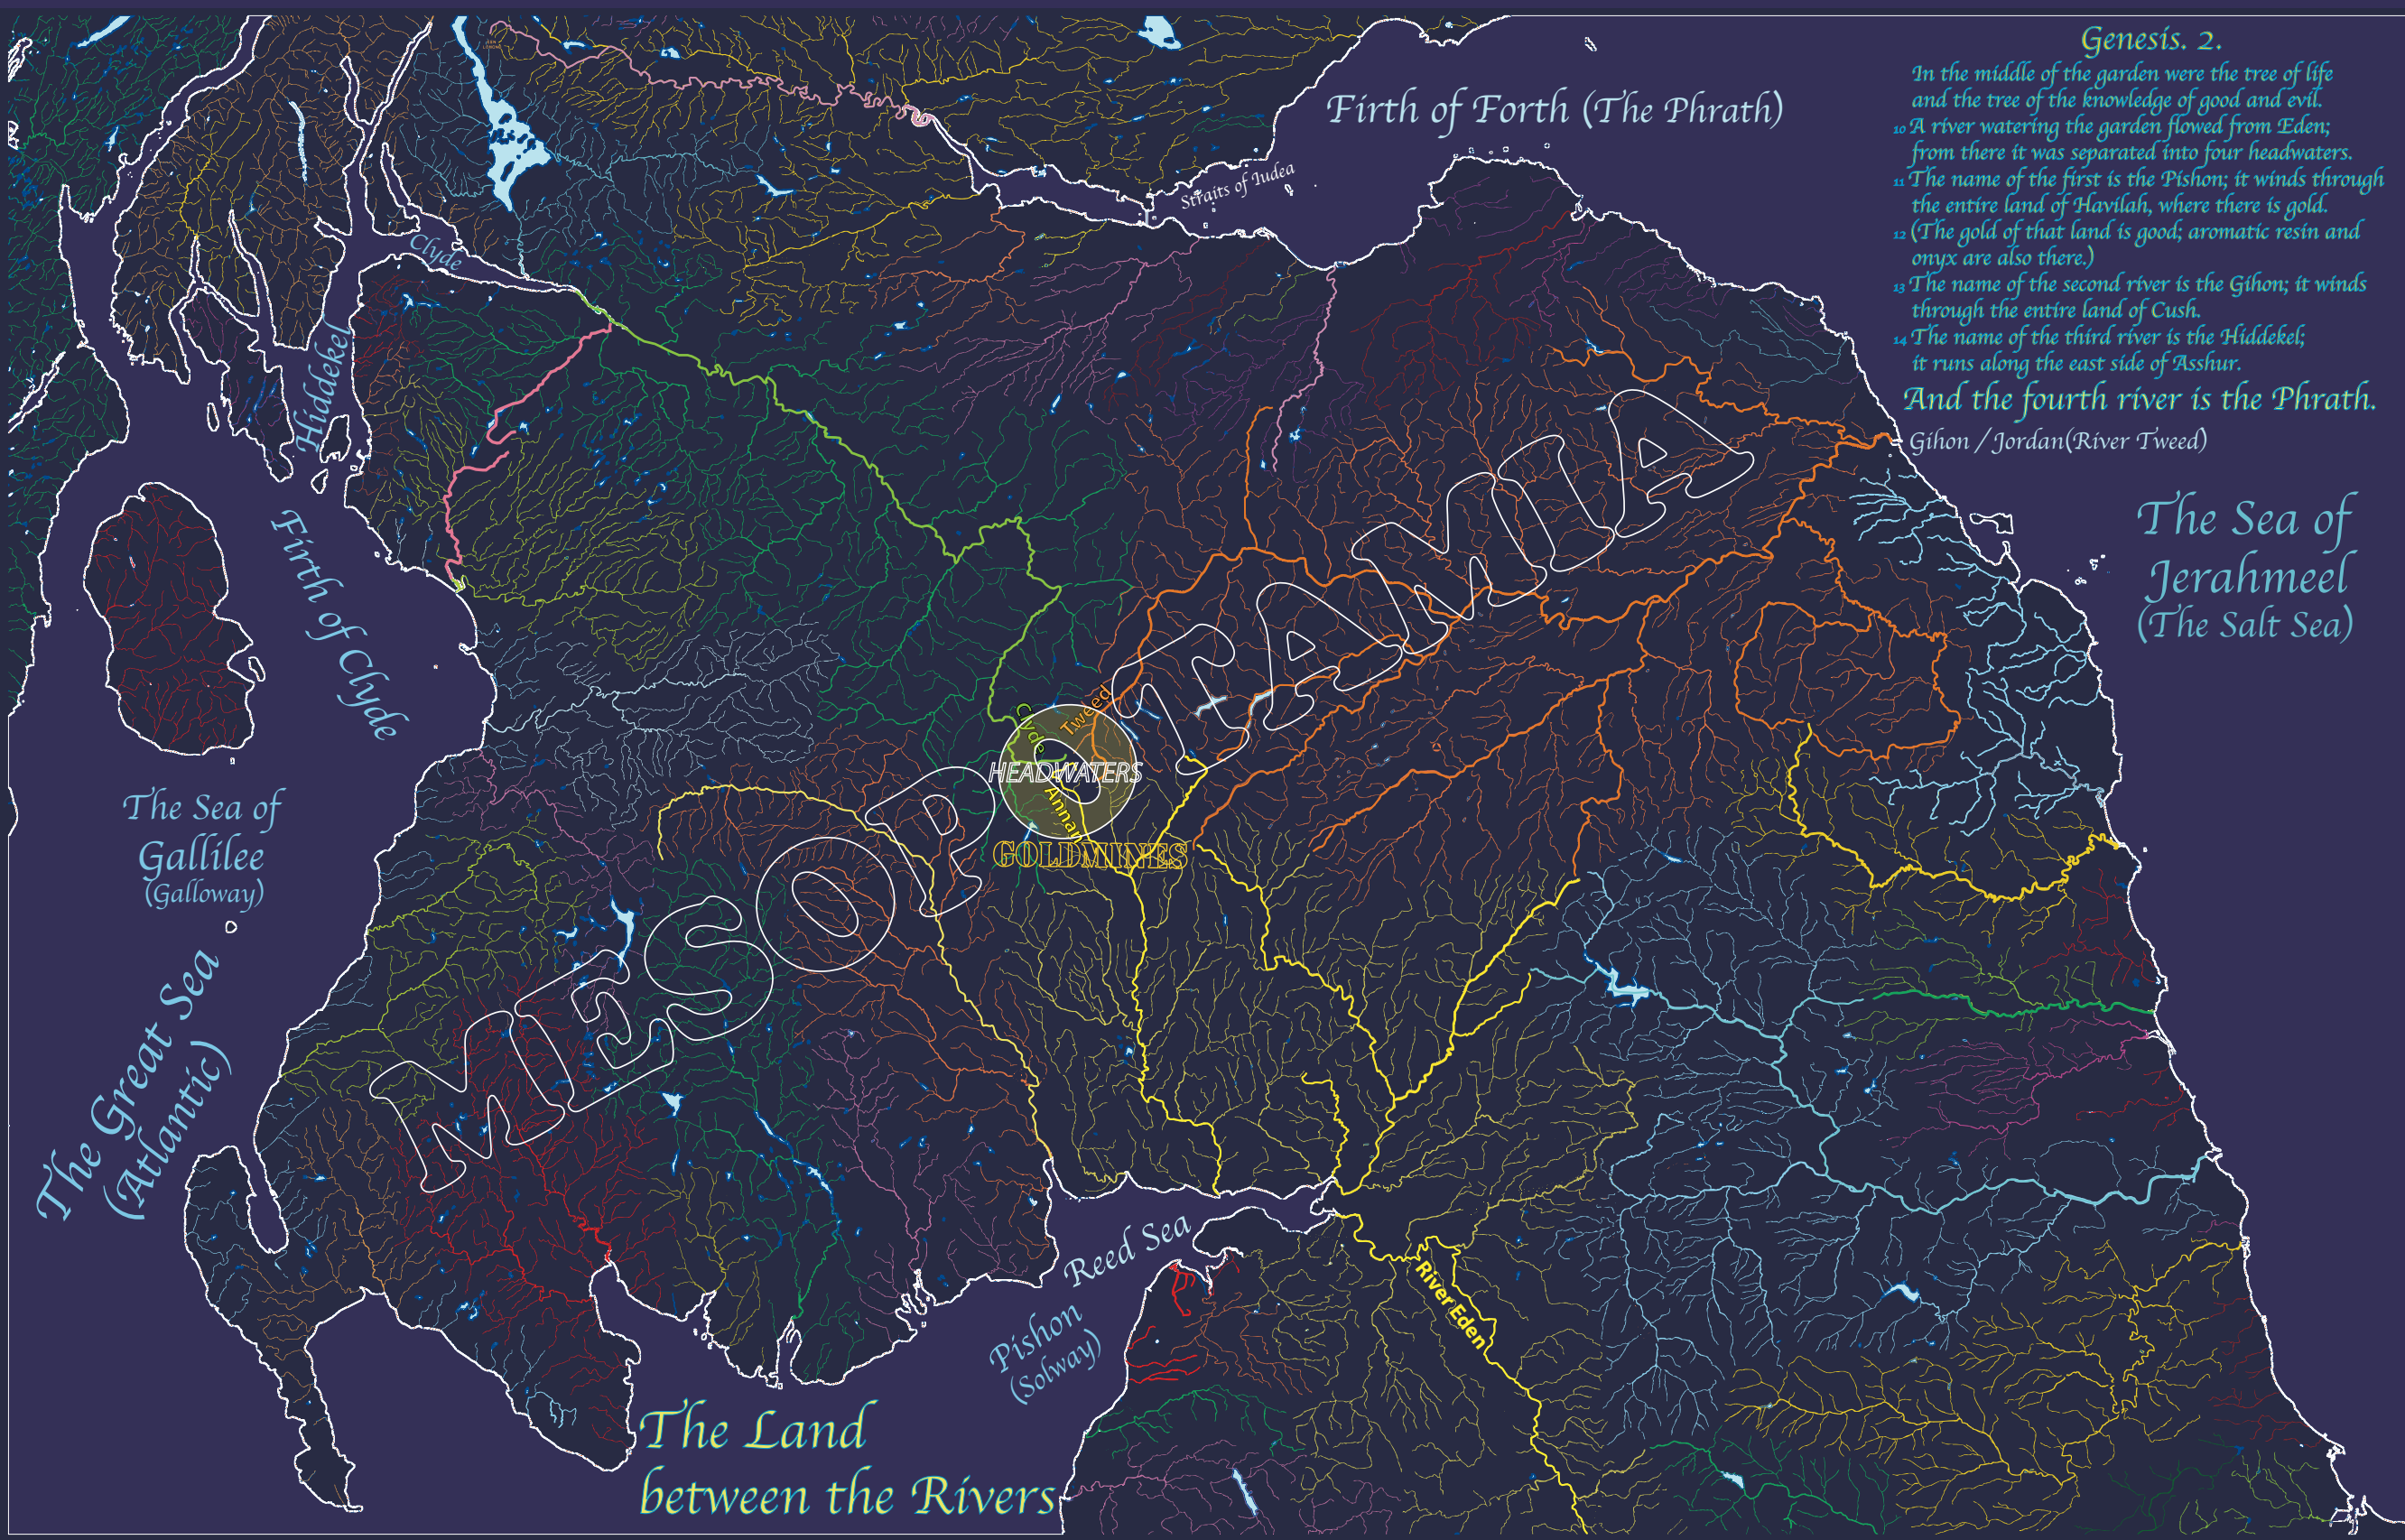 Genesis. 2.
In the middle of the garden were the tree of life
and the tree of the knowledge of good and evil.
10 A river watering the garden flowed from Eden;
from there it was separated into four headwaters.
11 The name of the first is the Pishon; it winds through
the entire land of Havilah, where there is gold.
12 (The gold of that land is good; aromatic resin and
onyx are also there.)
13 The name of the second river is the Gihon; it winds
through the entire land of Cush.
14 The name of the third river is the Hiddekel;
it runs along the east side of Asshur.
And the fourth river is the Phrath.
Gihon / Jordan(River Tweed)
Firth of Forth (The Phrath)
Straits of Iudea
Clyde
Hiddekel
Firth of Clyde
The Sea of
Jerahmeel
(The Salt Sea)
MESOPOTAMIA
Clyde
Tweed
HEADWATERS
Annan
GOLDMINES
The Sea of
Gallilee
(Galloway)
The Great Sea
(Atlantic)
Reed Sea
Pishon
(Solway)
River Eden
The Land
between the Rivers